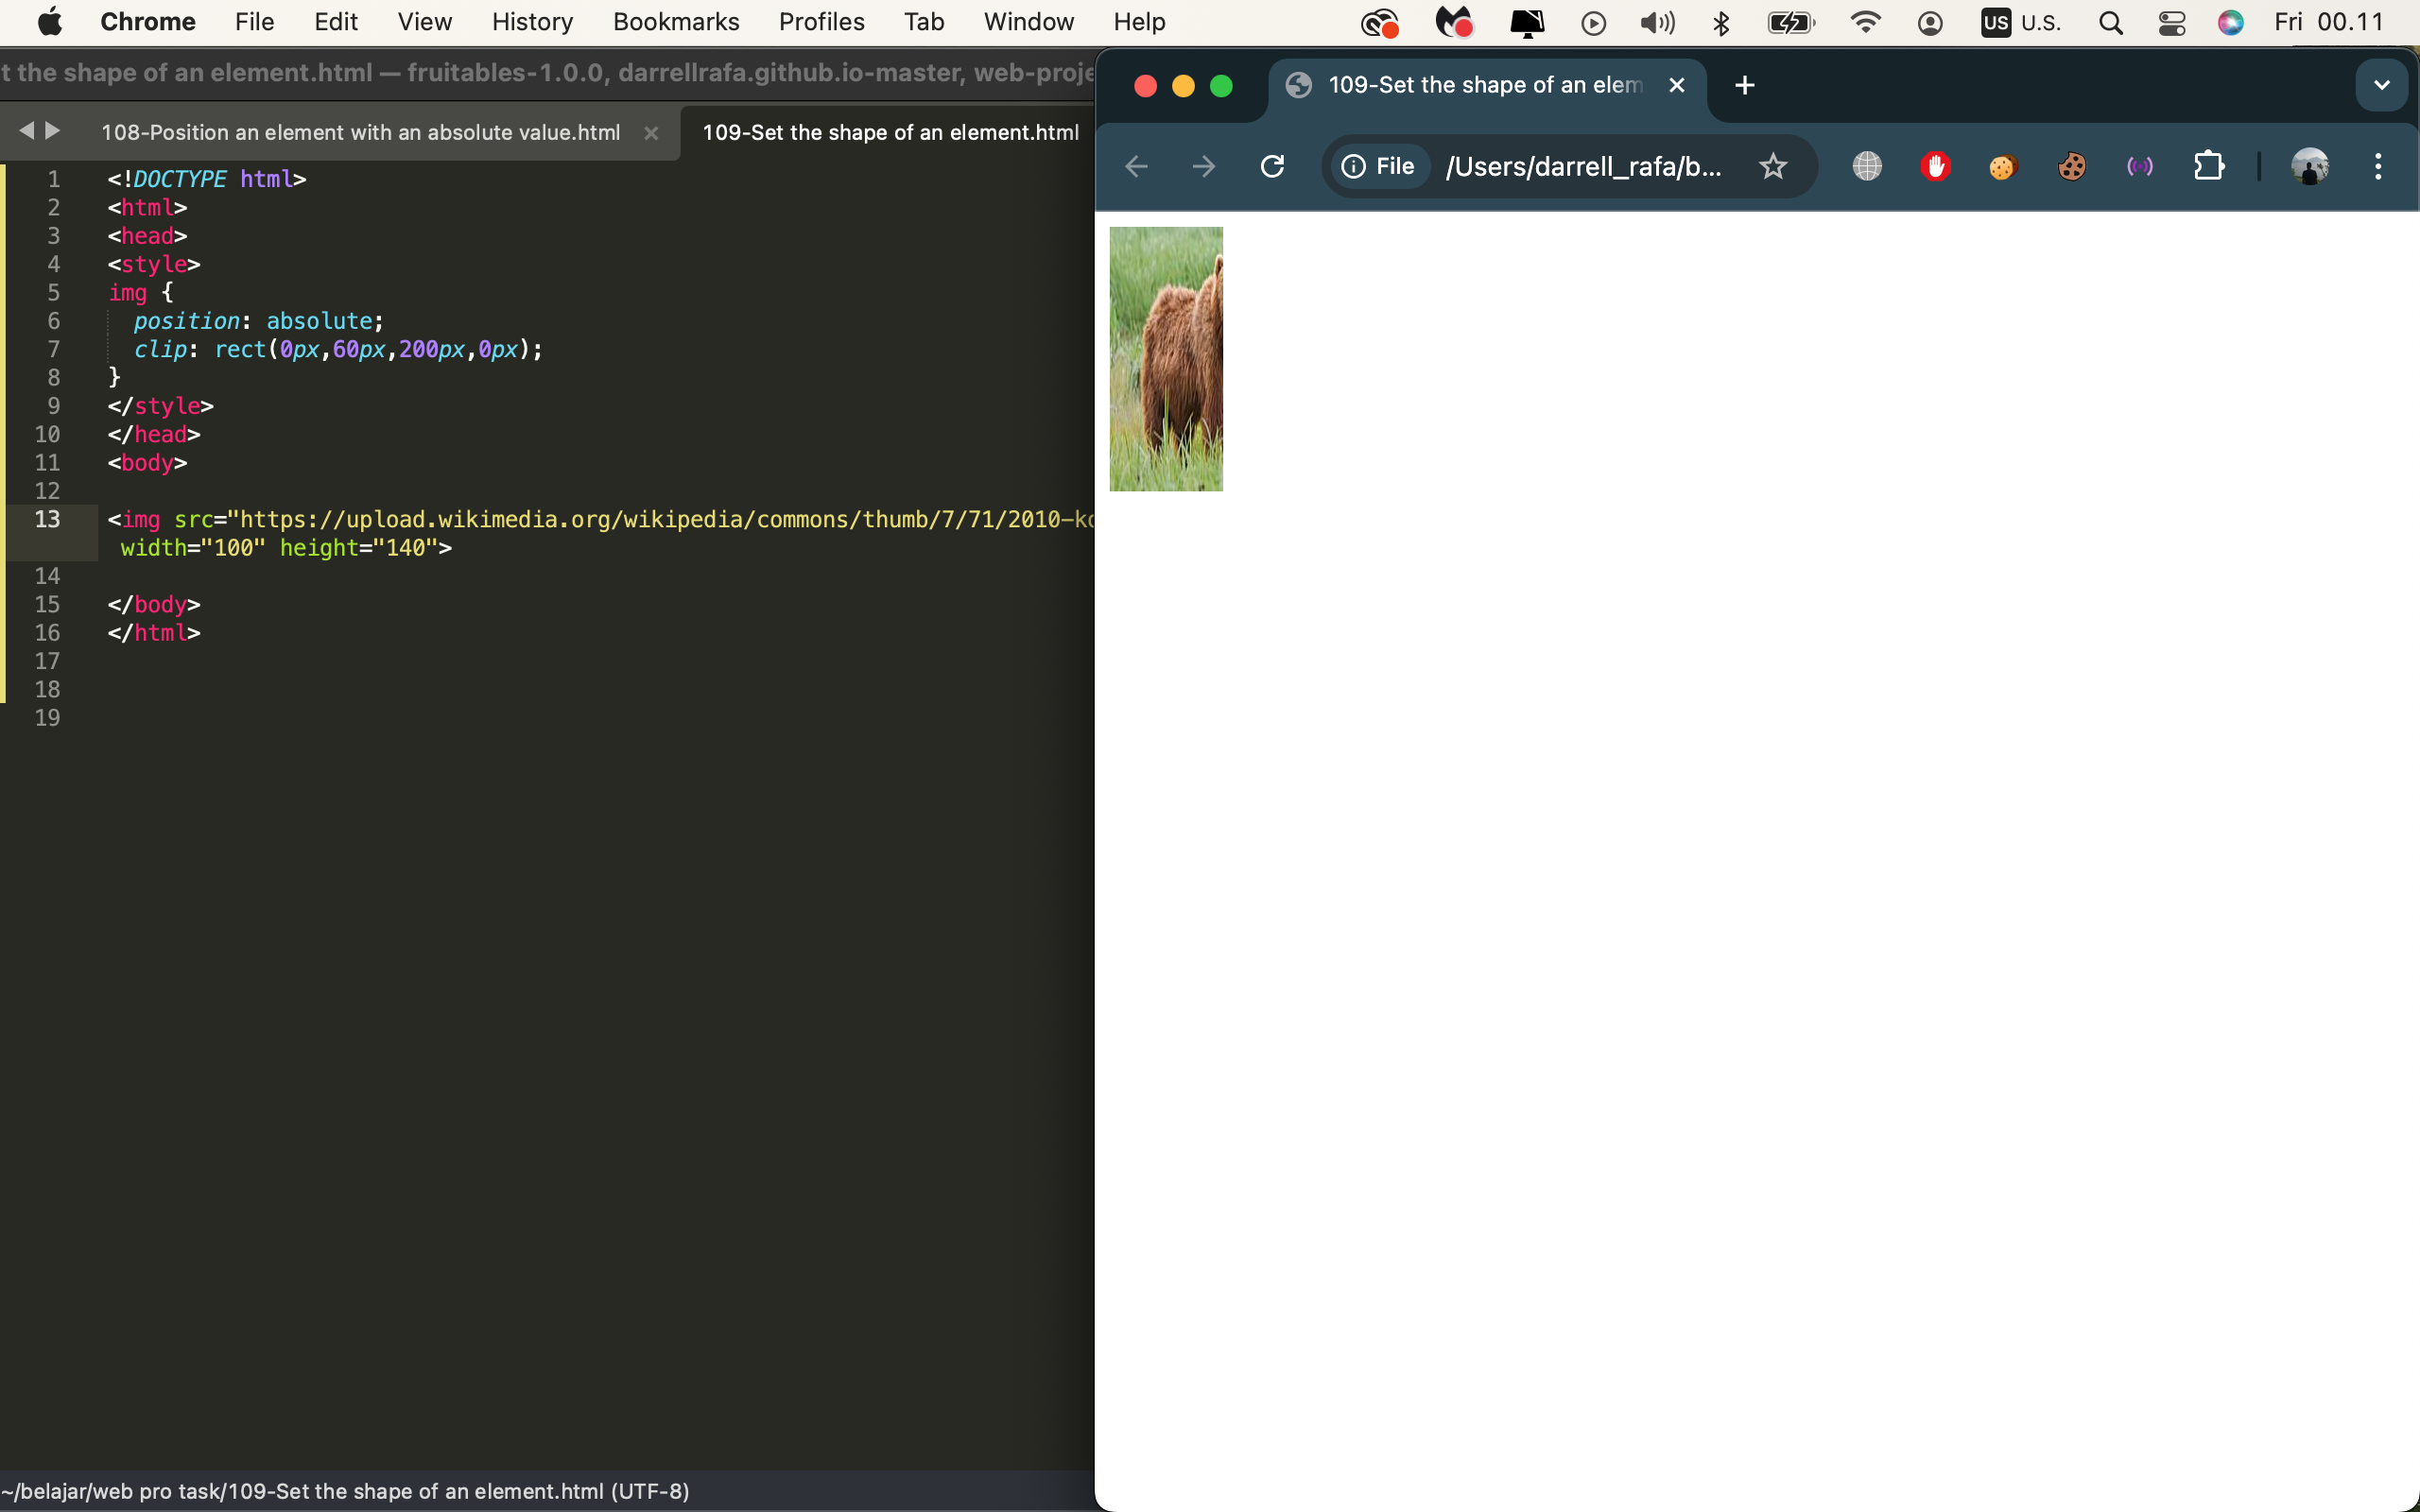 Chrome File Edit View History Bookmarks Profiles Tab Window Help US U.S. Fri 00.11
t the shape of an element.html — fruitables-1.0.0, darrellrafa.github.io-master, web-proje
108-Position an element with an absolute value.html 109-Set the shape of an element.html
1 <!DOCTYPE html>
2 <html>
3 <head>
4 <style>
5 img {
6 position: absolute;
7 clip: rect(0px,60px,200px,0px);
8 }
9 </style>
10 </head>
11 <body>
12
13 <img src="https://upload.wikimedia.org/wikipedia/commons/thumb/7/71/2010-ko
width="100" height="140">
14
15 </body>
16 </html>
17
18
19
~/belajar/web pro task/109-Set the shape of an element.html (UTF-8)
109-Set the shape of an elem
File /Users/darrell_rafa/b...